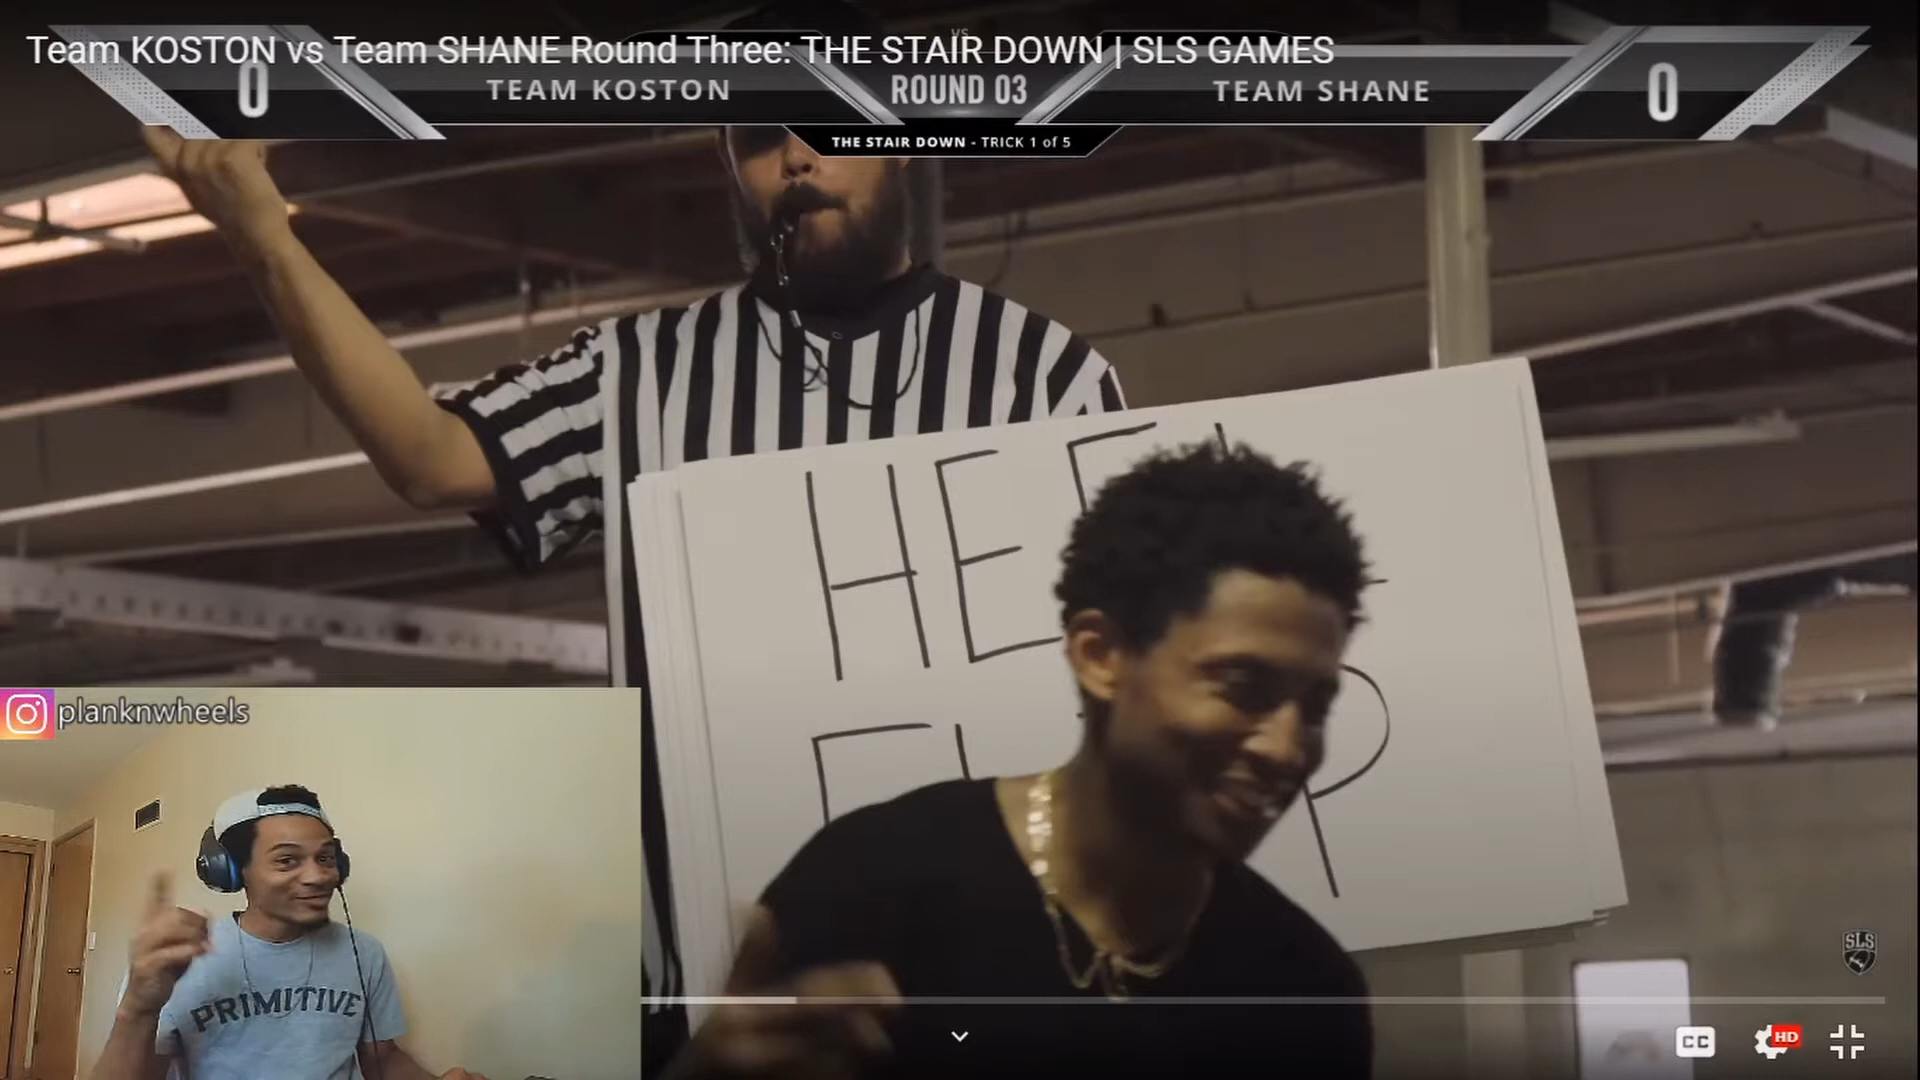 Team KOSTON vs Team SHANE Round Three: THE STAIR DOWN | SLS GAMES
VS
0
TEAM KOSTON
ROUND 03
TEAM SHANE
0
THE STAIR DOWN - TRICK 1 of 5
planknwheels
PRIMITIVE
SLS
CC
HD